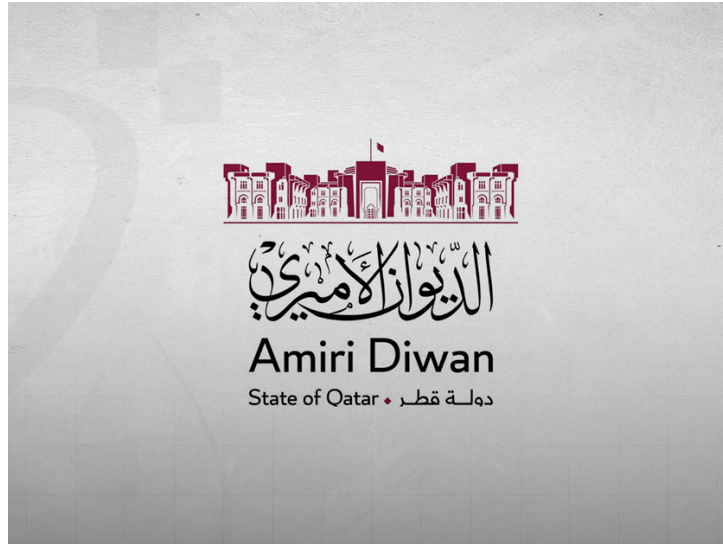 الديوان الأميري
Amiri Diwan
State of Qatar • دولة قطر